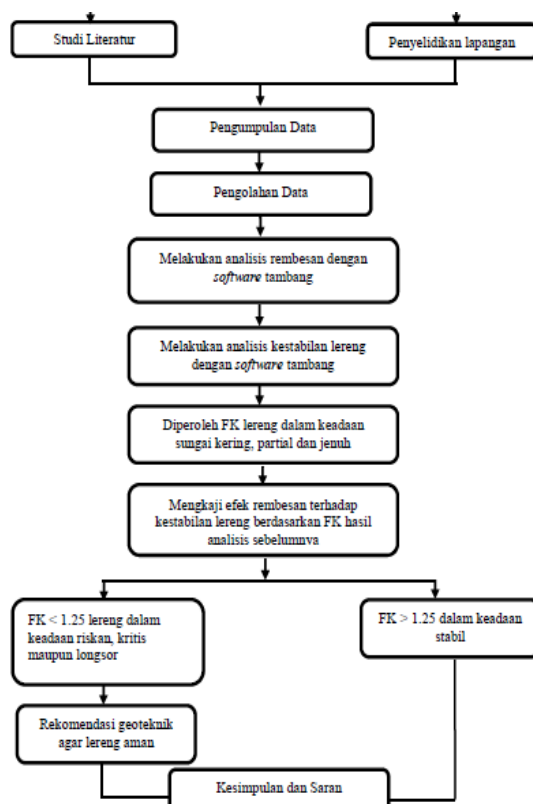 Studi Literatur
Penyelidikan lapangan
Pengumpulan Data
Pengolahan Data
Melakukan analisis rembesan dengan
software tambang
Melakukan analisis kestabilan lereng
dengan software tambang
Diperoleh FK lereng dalam keadaan
sungai kering, partial dan jenuh
Mengkaji efek rembesan terhadap
kestabilan lereng berdasarkan FK hasil
analisis sebelumnya
FK < 1.25 lereng dalam
keadaan riskan, kritis
maupun longsor
FK > 1.25 dalam keadaan
stabil
Rekomendasi geoteknik
agar lereng aman
Kesimpulan dan Saran